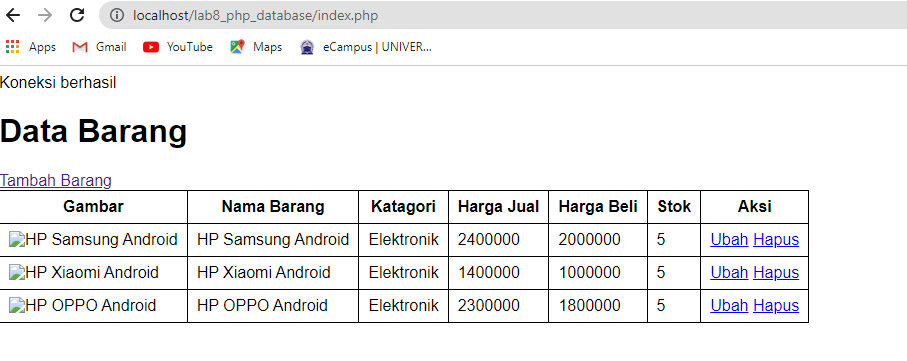 localhost/lab8_php_database/index.php
Apps Gmail YouTube Maps eCampus | UNIVER...
Koneksi berhasil
Data Barang
Tambah Barang
Gambar Nama Barang Katagori Harga Jual Harga Beli Stok Aksi
HP Samsung Android HP Samsung Android Elektronik 2400000 2000000 5 Ubah Hapus
HP Xiaomi Android HP Xiaomi Android Elektronik 1400000 1000000 5 Ubah Hapus
HP OPPO Android HP OPPO Android Elektronik 2300000 1800000 5 Ubah Hapus